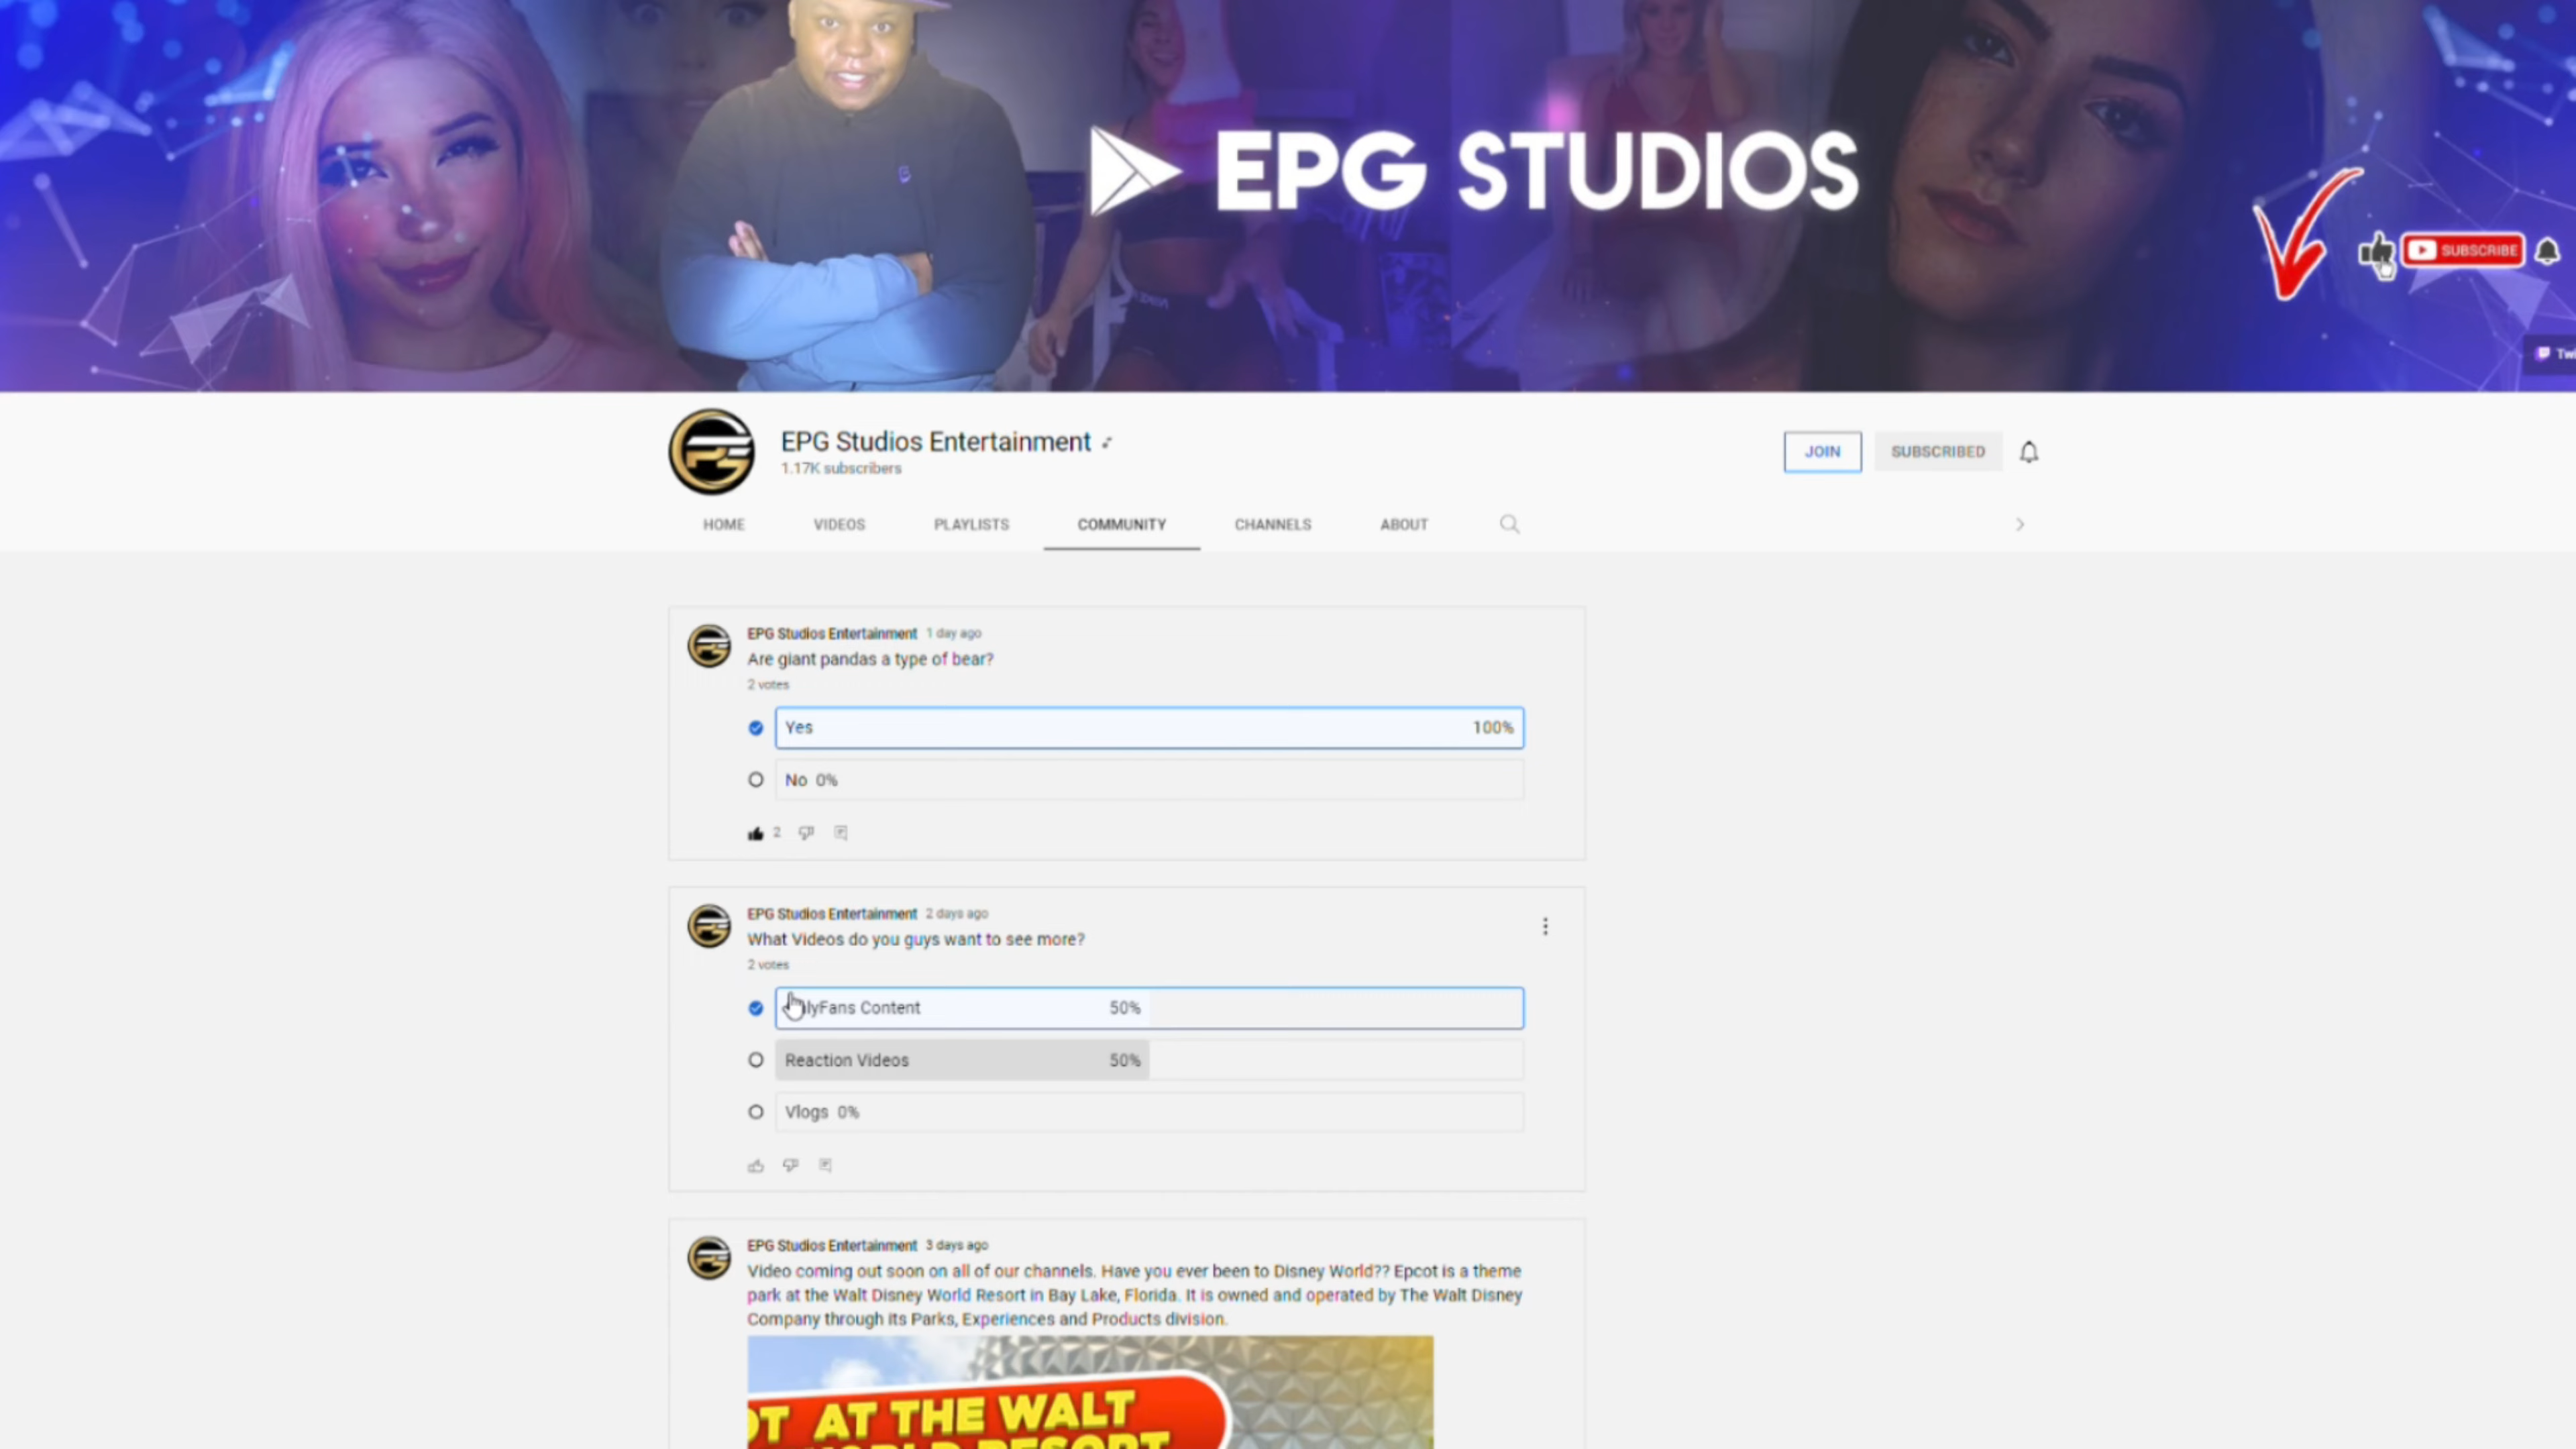 EPG STUDIOS
SUBSCRIBE
EPG Studios Entertainment
1.17K subscribers
JOIN
SUBSCRIBED
HOME
VIDEOS
PLAYLISTS
COMMUNITY
CHANNELS
ABOUT
EPG Studios Entertainment 1 day ago
Are giant pandas a type of bear?
2 votes
Yes 100%
No 0%
2
EPG Studios Entertainment 2 days ago
What Videos do you guys want to see more?
2 votes
lyFans Content 50%
Reaction Videos 50%
Vlogs 0%
EPG Studios Entertainment 3 days ago
Video coming out soon on all of our channels. Have you ever been to Disney World?? Epcot is a theme
park at the Walt Disney World Resort in Bay Lake, Florida. It is owned and operated by The Walt Disney
Company through its Parks, Experiences and Products division.
OT AT THE WALT
WORLD RESORT